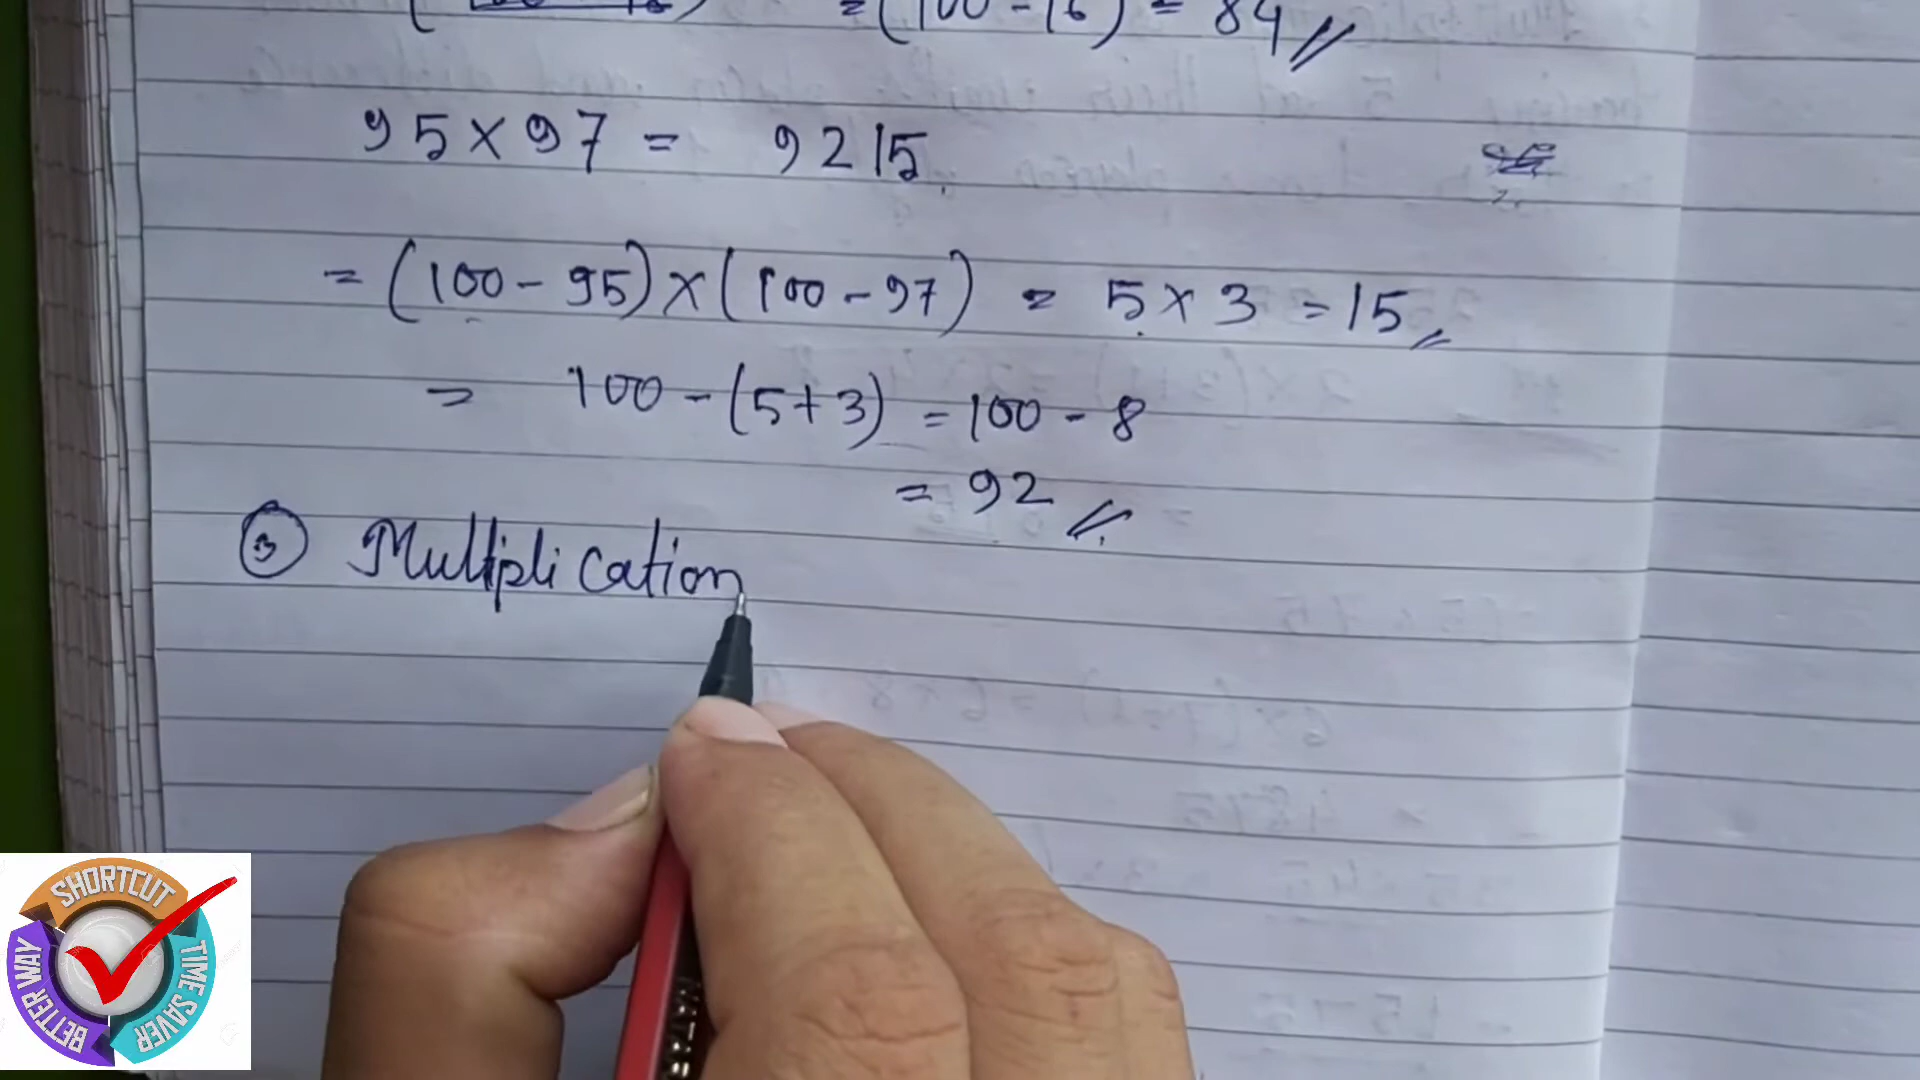 = (100 - 16) = 84
95 × 97 = 9215
= (100 - 95) × (100 - 97) = 5 × 3 = 15
= 100 - (5 + 3) = 100 - 8
= 92
③ Multiplication
SHORTCUT
BETTER WAY
TIME SAVER